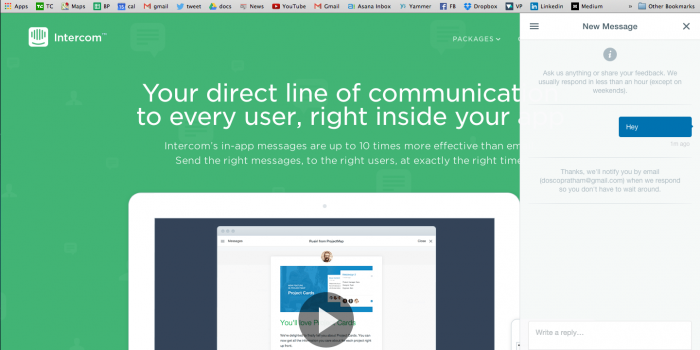 Apps TC Maps BP cal gmail tweet docs News YouTube Gmail Asana Inbox Yammer FB Dropbox VP Linkedin Medium » Other Bookmarks
Intercom™
PACKAGES
New Message
Ask us anything or share your feedback. We
usually respond in less than an hour (except on
weekends).
Hey
1m ago
Thanks, we'll notify you by email
(doscopratham@gmail.com) when we respond
so you don't have to wait around.
Write a reply....
Your direct line of communicat
to every user, right inside your a
Intercom's in-app messages are up to 10 times more effective than em
Send the right messages, to the right users, at exactly the right time
Messages
Close
Project Cards
You'll love Project Cards